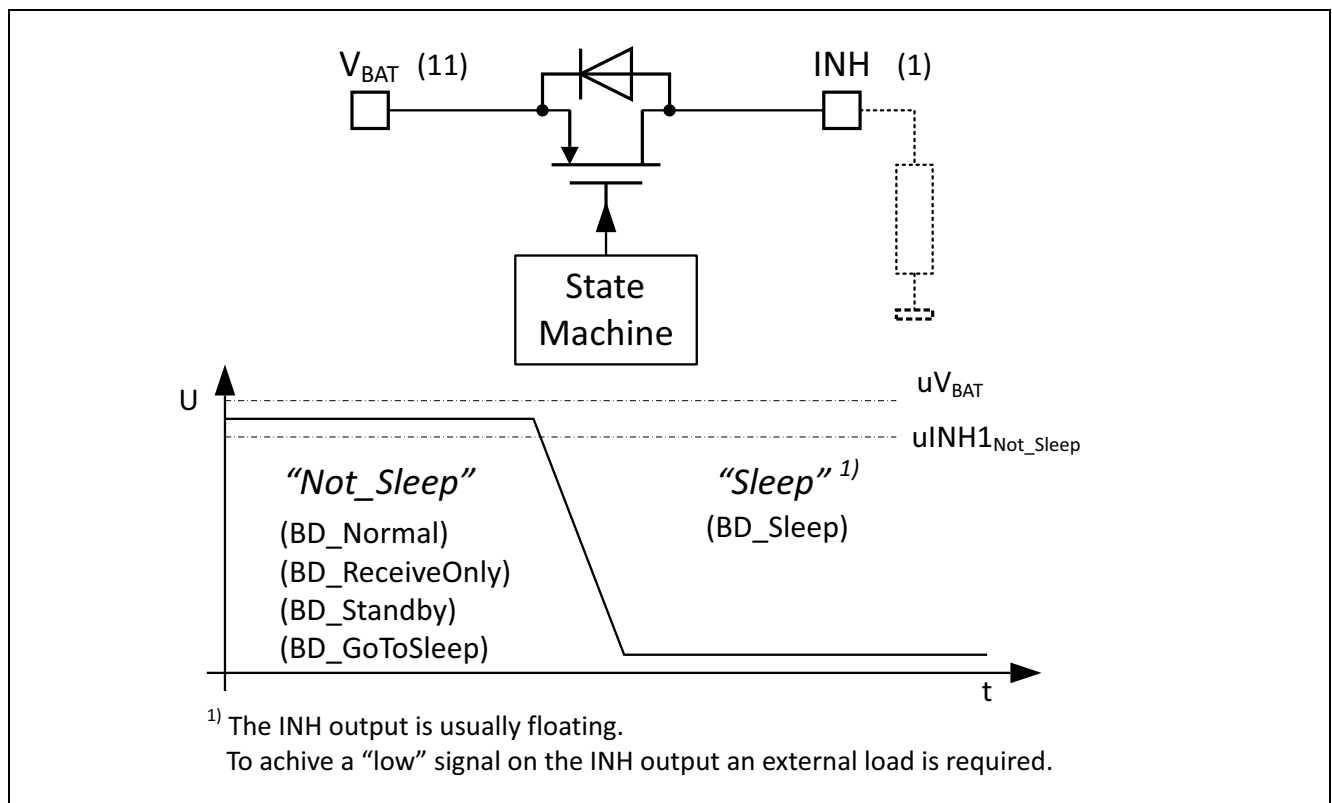 V_BAT (11)
INH (1)
State
Machine
U
uV_BAT
uINH1_Not_Sleep
“Not_Sleep”
“Sleep” 1)
(BD_Normal)
(BD_Sleep)
(BD_ReceiveOnly)
(BD_Standby)
(BD_GoToSleep)
t
1) The INH output is usually floating.
To achive a “low” signal on the INH output an external load is required.